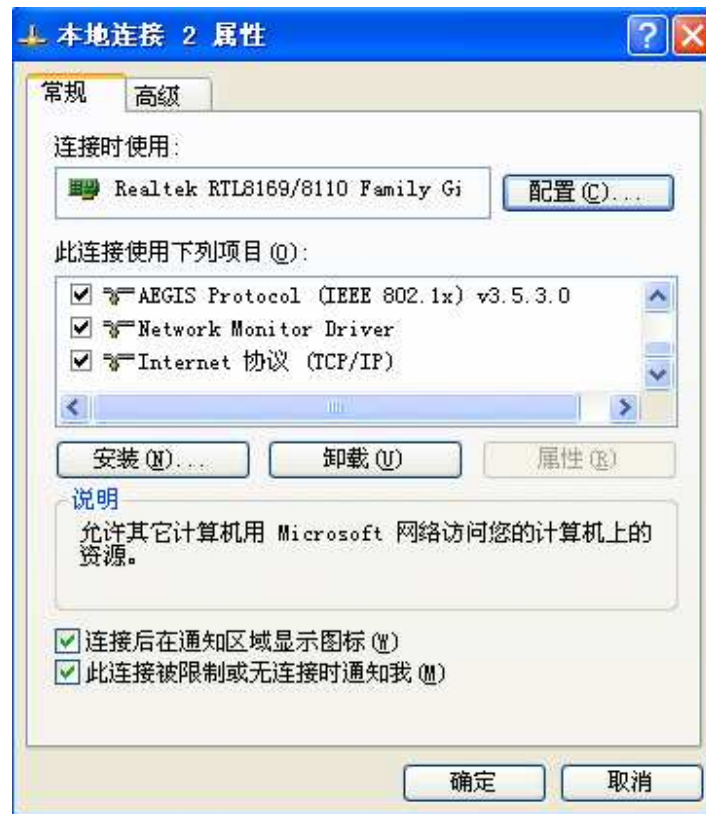 本地连接 2 属性
常规
高级
连接时使用:
Realtek RTL8169/8110 Family Gi
配置(C)...
此连接使用下列项目(O):
AEGIS Protocol (IEEE 802.1x) v3.5.3.0
Network Monitor Driver
Internet 协议 (TCP/IP)
安装(N)...
卸载(U)
属性(R)
说明
允许其它计算机用 Microsoft 网络访问您的计算机上的
资源。
连接后在通知区域显示图标(W)
此连接被限制或无连接时通知我(M)
确定
取消